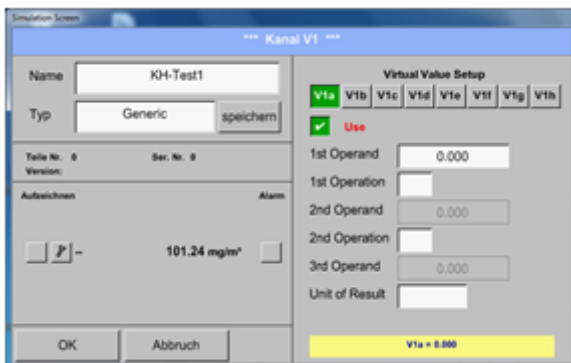 Simulation Screen
*** Kanal V1 ***
Name KH-Test1
Typ Generic speichern
Teile Nr. 0 Ser. Nr. 0
Version:
Aufzeichnen Alarm
– 101.24 mg/m³
OK Abbruch
Virtual Value Setup
V1a V1b V1c V1d V1e V1f V1g V1h
Use
1st Operand 0.000
1st Operation
2nd Operand 0.000
2nd Operation
3rd Operand 0.000
Unit of Result
V1a = 0.000